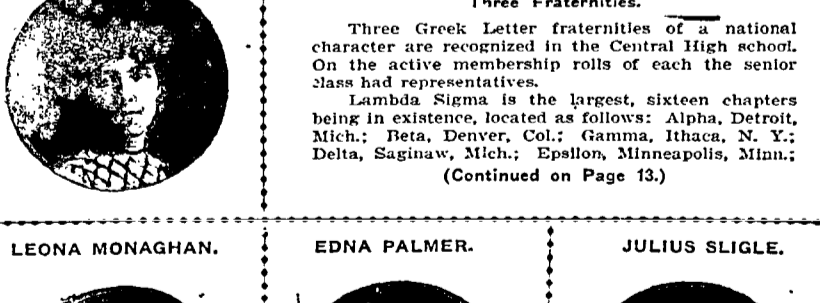 Three Fraternities.
Three Greek Letter fraternities of a national
character are recognized in the Central High school.
On the active membership rolls of each the senior
class had representatives.
Lambda Sigma is the largest, sixteen chapters
being in existence, located as follows: Alpha, Detroit,
Mich.; Beta, Denver, Col.; Gamma, Ithaca, N. Y.;
Delta, Saginaw, Mich.; Epsilon, Minneapolis, Minn.;
(Continued on Page 13.)
LEONA MONAGHAN.
EDNA PALMER.
JULIUS SLIGLE.